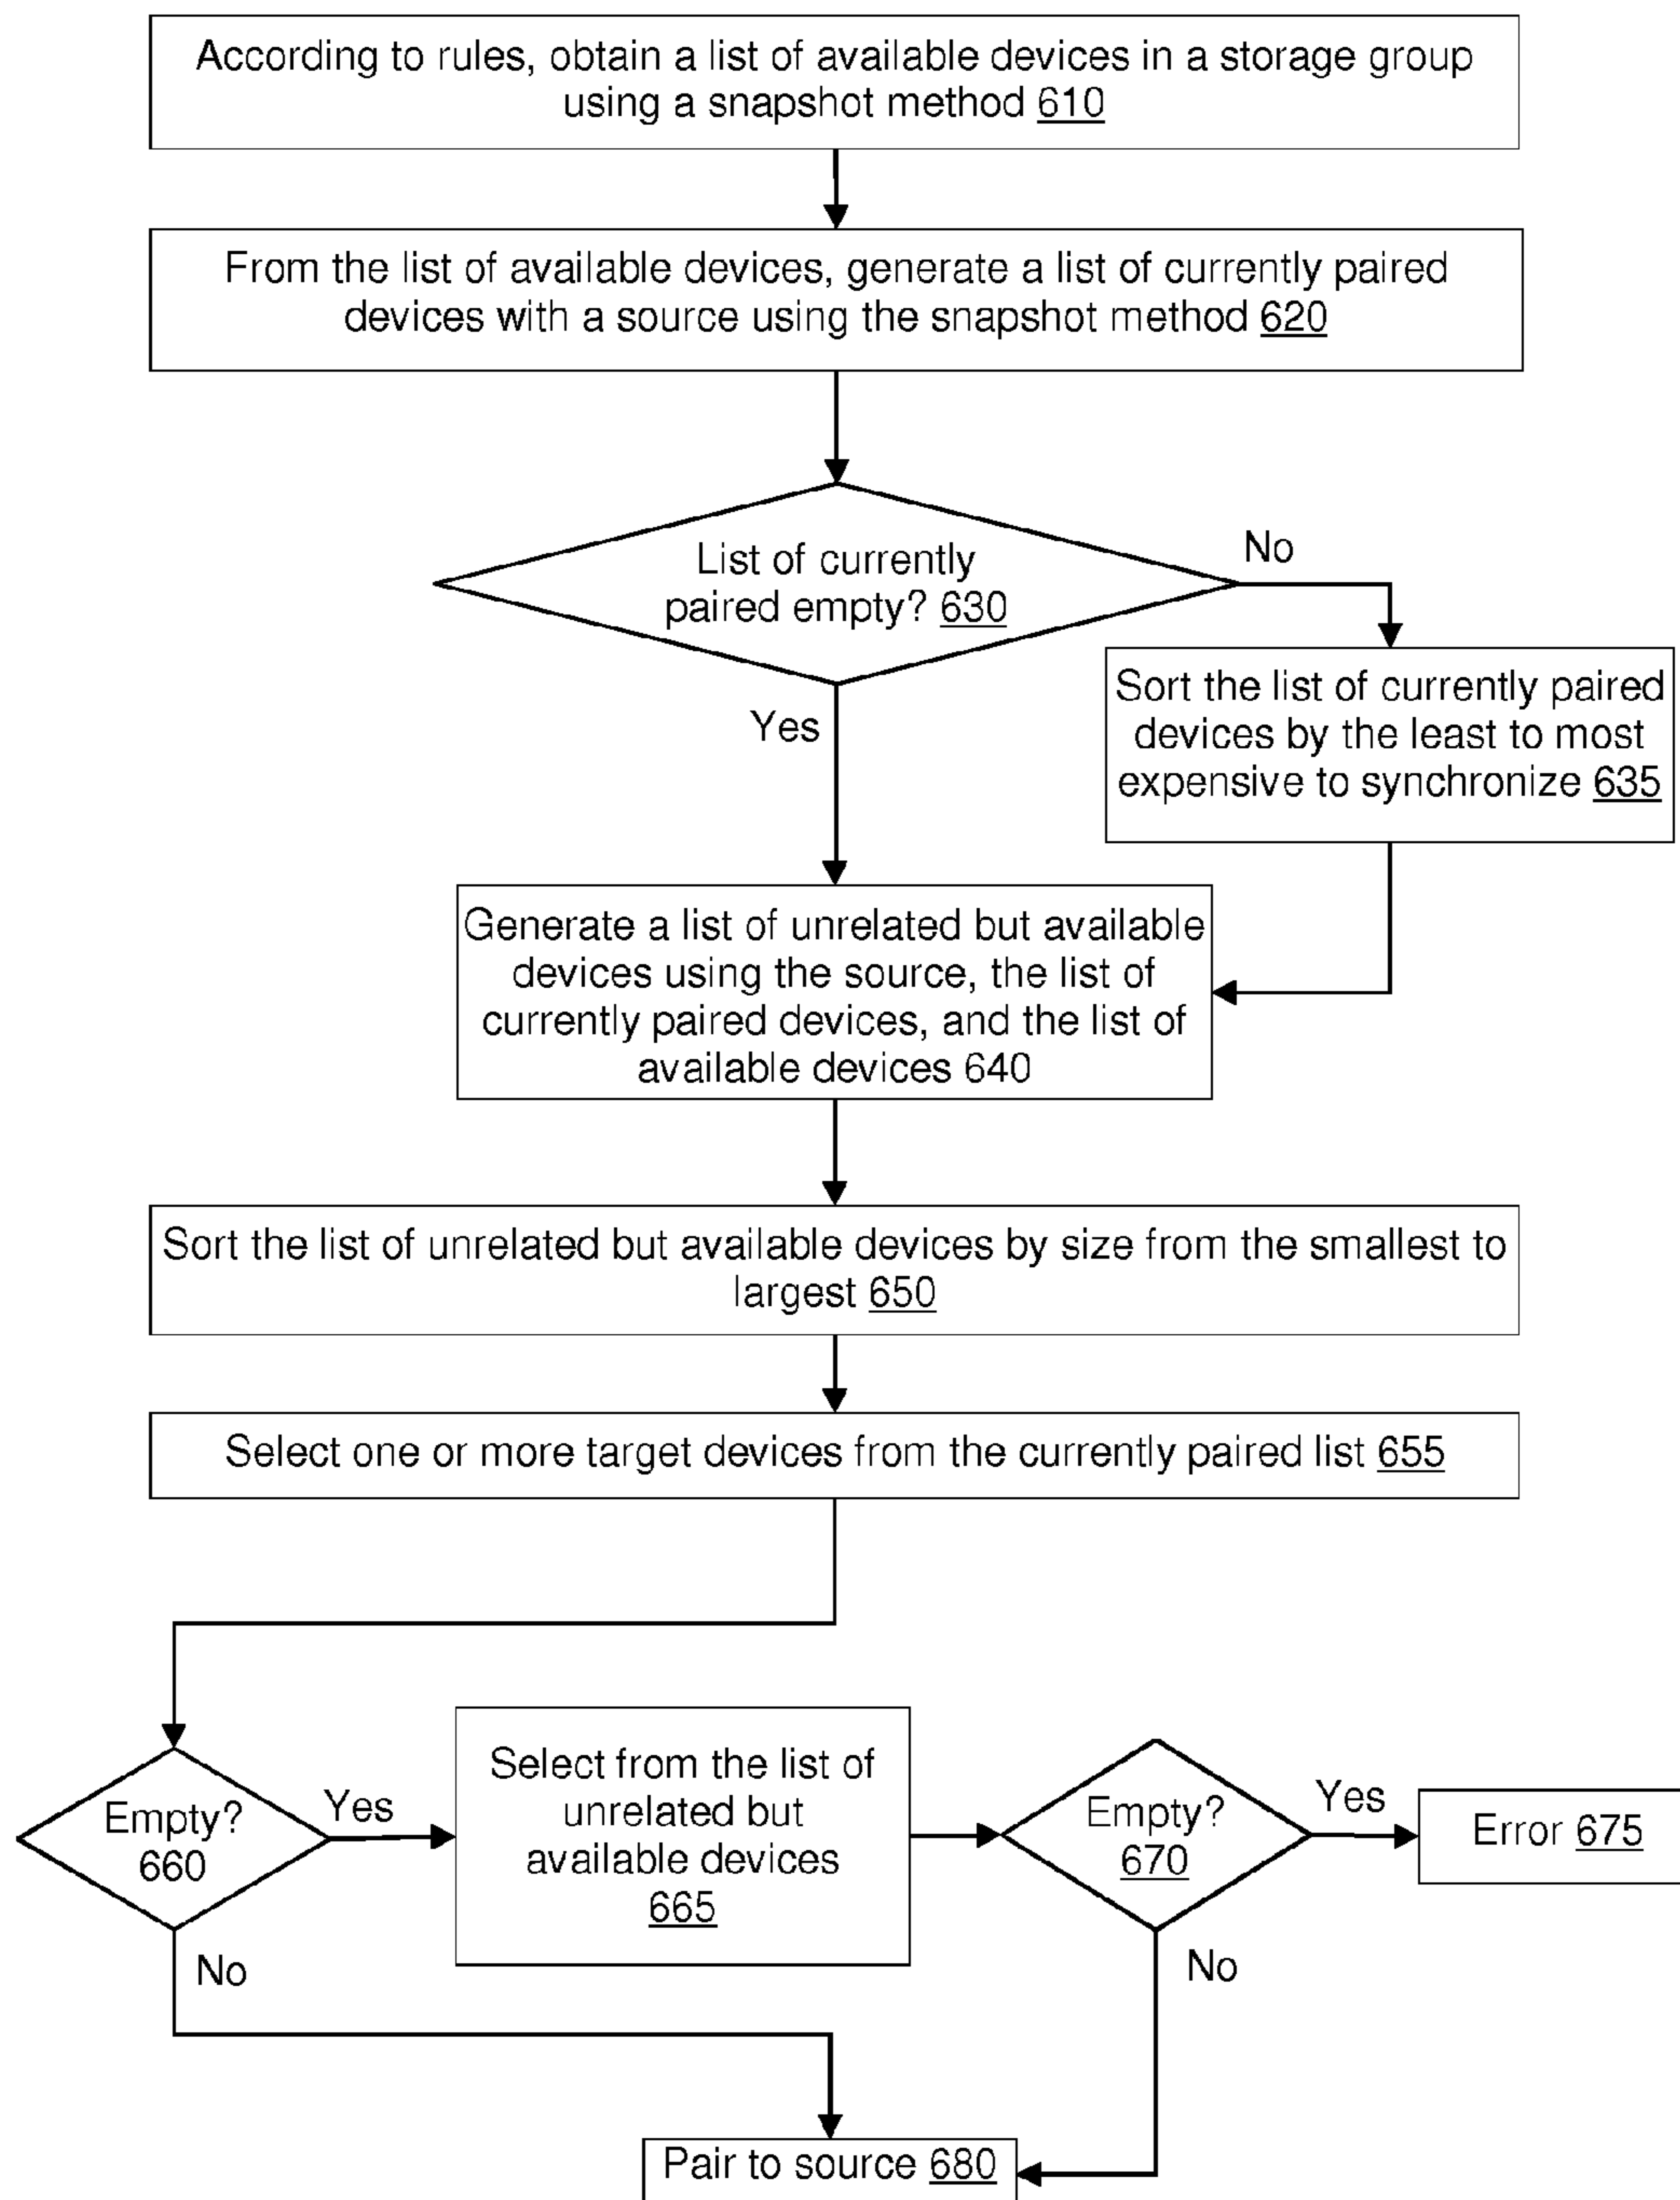 According to rules, obtain a list of available devices in a storage group
using a snapshot method 610
From the list of available devices, generate a list of currently paired
devices with a source using the snapshot method 620
List of currently
paired empty? 630
No
Sort the list of currently paired
devices by the least to most
expensive to synchronize 635
Yes
Generate a list of unrelated but available
devices using the source, the list of
currently paired devices, and the list of
available devices 640
Sort the list of unrelated but available devices by size from the smallest to
largest 650
Select one or more target devices from the currently paired list 655
Empty?
660
Yes
Select from the list of
unrelated but
available devices
665
Empty?
670
Yes
Error 675
No
No
Pair to source 680